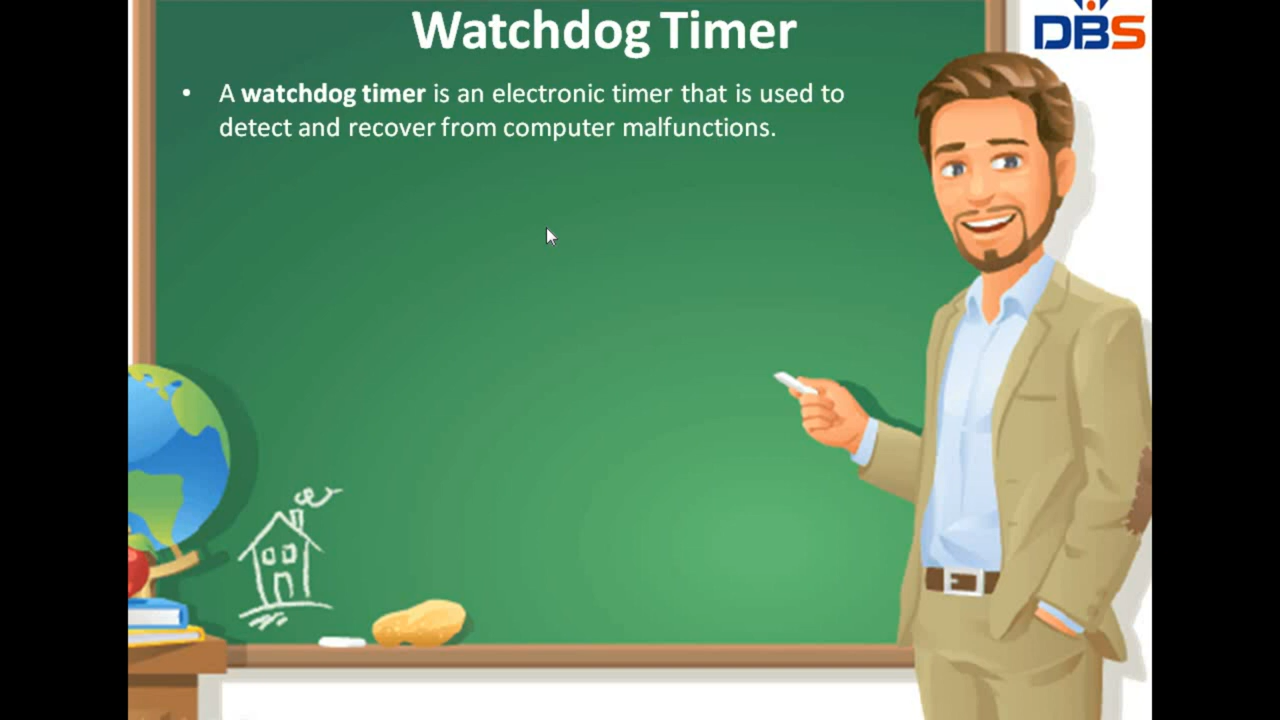 Watchdog Timer
DBS
• A watchdog timer is an electronic timer that is used to
detect and recover from computer malfunctions.